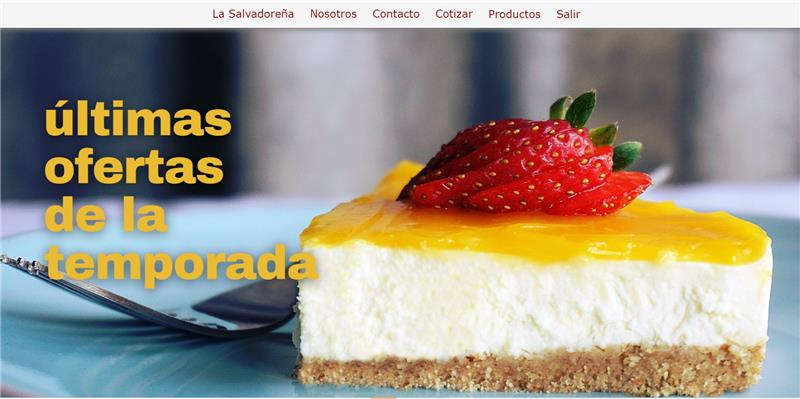 La Salvadoreña Nosotros Contacto Cotizar Productos Salir
últimas
ofertas
de la
temporada